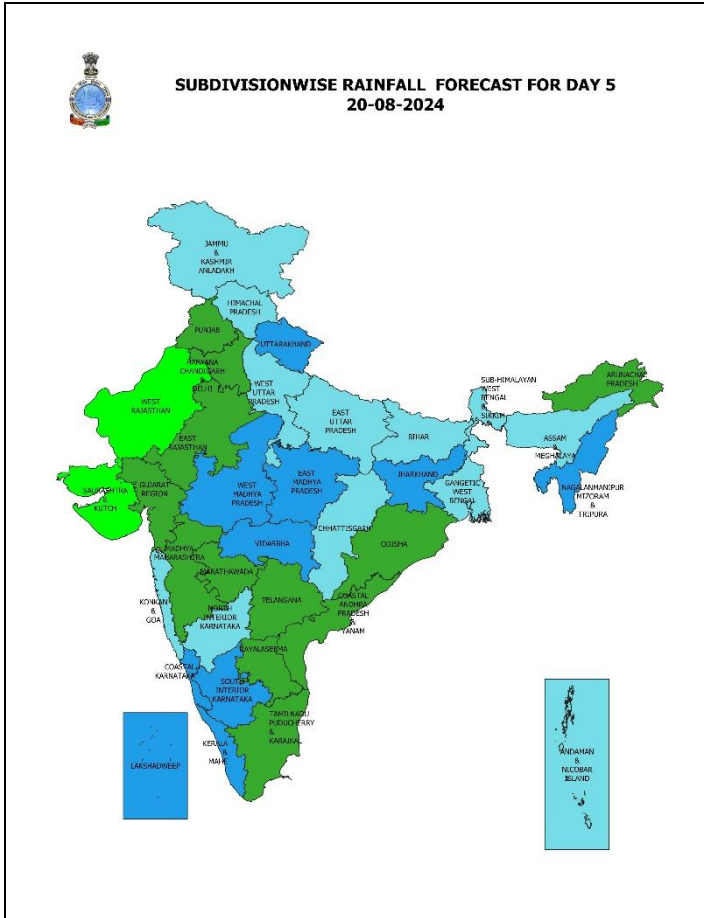 SUBDIVISIONWISE RAINFALL FORECAST FOR DAY 5
20-08-2024
JAMMU
&
KASHMIR
ANLADAKH
HIMACHAL
PRADESH
PUNJAB
UTTARAKHAND
HARYANA
CHANDIGARH
&
DELHI
WEST
RAJASTHAN
WEST
UTTAR
PRADESH
EAST
UTTAR
PRADESH
SUB-HIMALAYAN
WEST
BENGAL
&
SIKKIM
ARUNACHAL
PRADESH
EAST
RAJASTHAN
BIHAR
ASSAM
&
MEGHALAYA
SAURASHTRA
&
KUTCH
GUJARAT
REGION
WEST
MADHYA
PRADESH
EAST
MADHYA
PRADESH
JHARKHAND
GANGETIC
WEST
BENGAL
NAGALANMANIPUR
MIZORAM
&
TRIPURA
CHHATTISGARH
VIDARBHA
ODISHA
MADHYA
MAHARASHTRA
MARATHAWADA
KONKAN
&
GOA
NORTH
INTERIOR
KARNATAKA
TELANGANA
COASTAL
ANDHRA
PRADESH
&
YANAM
RAYALASEEMA
COASTAL
KARNATAKA
SOUTH
INTERIOR
KARNATAKA
TAMILNADU
PUDUCHERRY
&
KARAIKAL
KERALA
&
MAHE
LAKSHADWEEP
ANDAMAN
&
NICOBAR
ISLAND